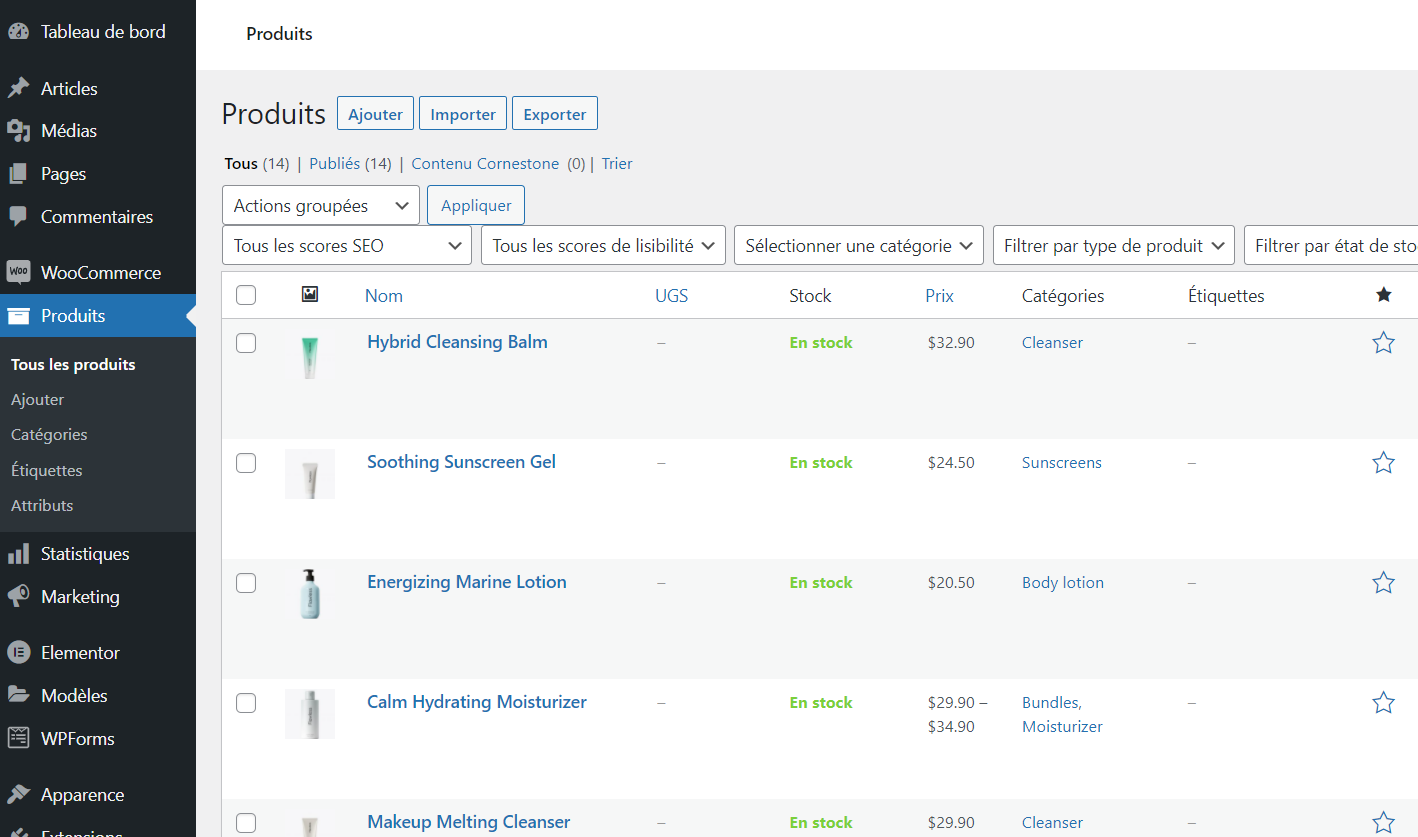 Tableau de bord
Articles
Médias
Pages
Commentaires
WooCommerce
Produits
Tous les produits
Ajouter
Catégories
Étiquettes
Attributs
Statistiques
Marketing
Elementor
Modèles
WPForms
Apparence
Extensions
Produits
Produits Ajouter Importer Exporter
Tous (14) | Publiés (14) | Contenu Cornestone (0) | Trier
Actions groupées Appliquer
Tous les scores SEO Tous les scores de lisibilité Sélectionner une catégorie Filtrer par type de produit Filtrer par état de sto
Nom UGS Stock Prix Catégories Étiquettes
Hybrid Cleansing Balm – En stock $32.90 Cleanser –
Soothing Sunscreen Gel – En stock $24.50 Sunscreens –
Energizing Marine Lotion – En stock $20.50 Body lotion –
Calm Hydrating Moisturizer – En stock $29.90 – Bundles, –
$34.90 Moisturizer
Makeup Melting Cleanser – En stock $29.90 Cleanser –